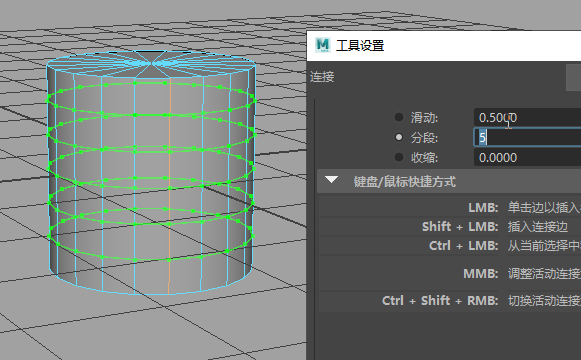 工具设置
连接
滑动: 0.5000
分段: 5
收缩: 0.0000
键盘/鼠标快捷方式
LMB: 单击边以插入
Shift + LMB: 插入连接边
Ctrl + LMB: 从当前选择中
MMB: 调整活动连接
Ctrl + Shift + RMB: 切换活动连接